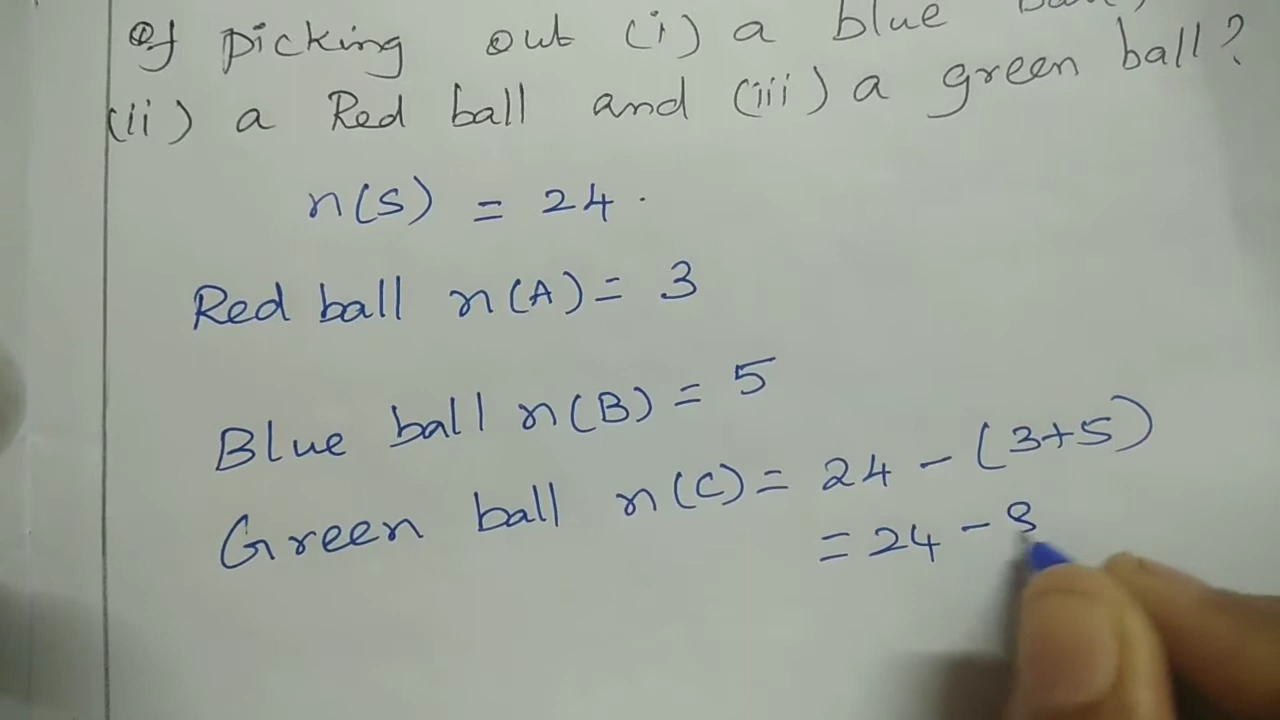 Of picking out (i) a blue
(ii) a Red ball and (iii) a green ball?
n(S) = 24.
Red ball n(A) = 3
Blue ball n(B) = 5
Green ball n(C) = 24 - (3+5)
= 24 - 8